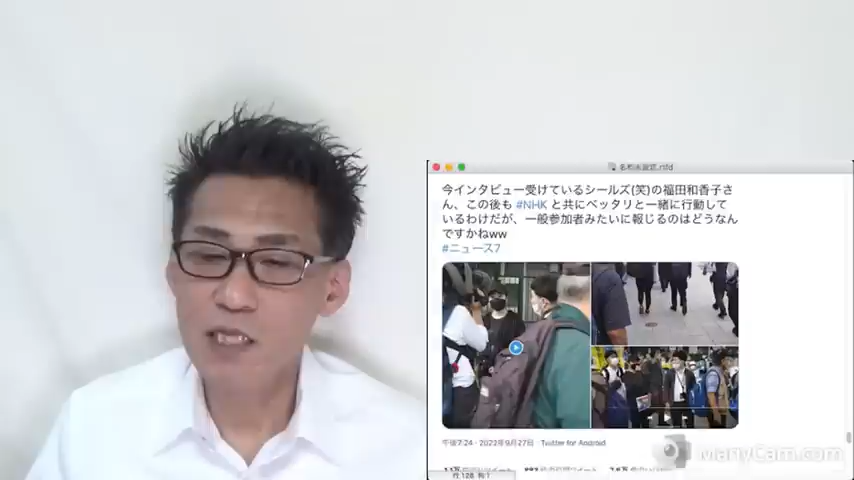 名称未設定.rtfd
今インタビュー受けているシールズ(笑)の福田和香子さ
ん、この後も #NHK と共にベッタリと一緒に行動して
いるわけだが、一般参加者みたいに報じるのはどうなん
ですかねww
#ニュース7
午後7:24 · 2022年9月27日 · Twitter for Android
ManyCam.com
行:128 列:1